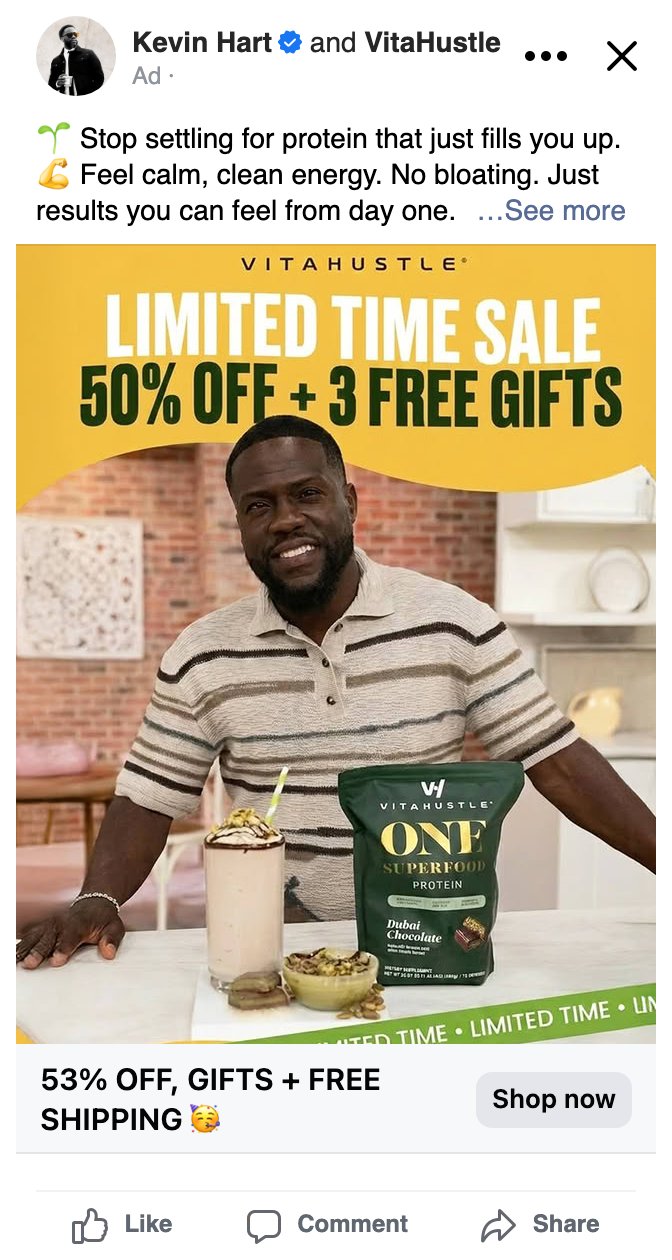 Kevin Hart and VitaHustle
Ad ·
🌱 Stop settling for protein that just fills you up.
💪 Feel calm, clean energy. No bloating. Just
results you can feel from day one. ...See more
VITAHUSTLE®
LIMITED TIME SALE
50% OFF + 3 FREE GIFTS
VH
VITAHUSTLE
ONE
SUPERFOOD
PROTEIN
Dubai
Chocolate
LIMITED TIME • LIMITED TIME • LIM
53% OFF, GIFTS + FREE
SHIPPING 🥳
Shop now
Like
Comment
Share